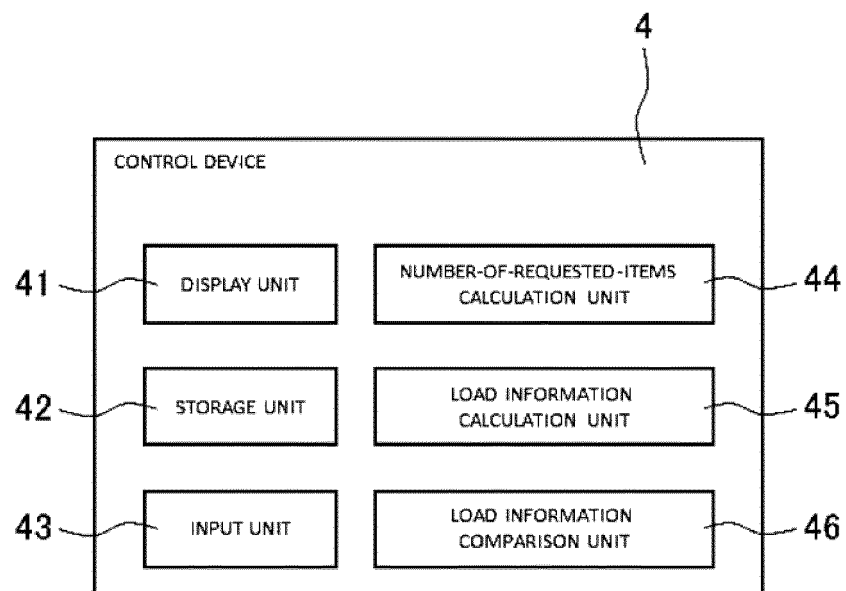 4
CONTROL DEVICE
41
DISPLAY UNIT
NUMBER-OF-REQUESTED-ITEMS
CALCULATION UNIT
44
42
STORAGE UNIT
LOAD INFORMATION
CALCULATION UNIT
45
43
INPUT UNIT
LOAD INFORMATION
COMPARISON UNIT
46